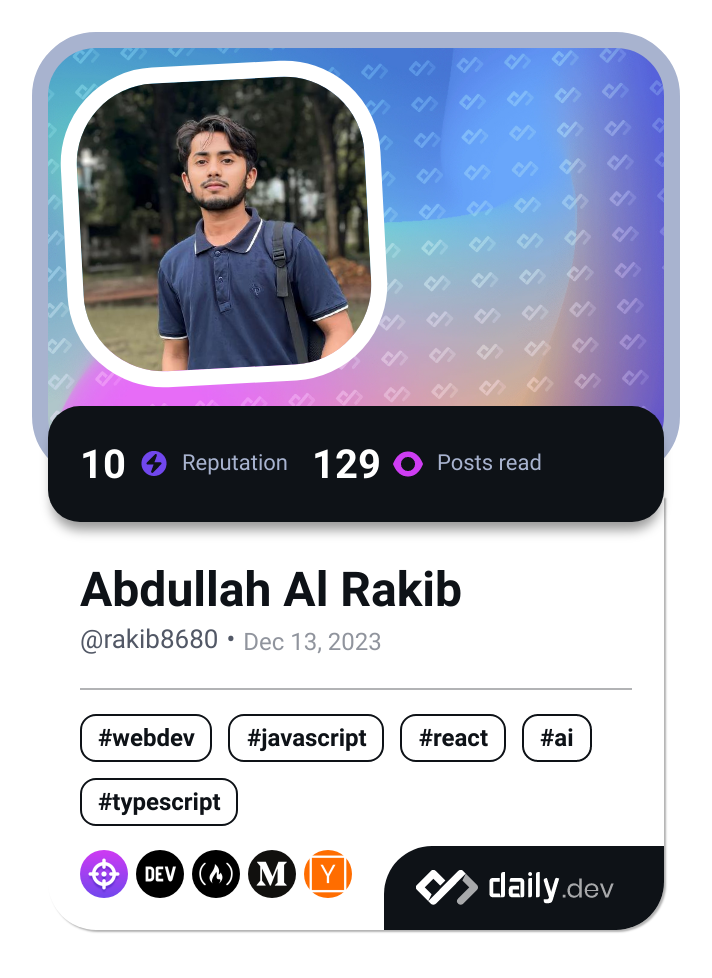 10 Reputation 129 Posts read
Abdullah Al Rakib
@rakib8680 • Dec 13, 2023
#webdev #javascript #react #ai
#typescript
DEV M Y daily.dev